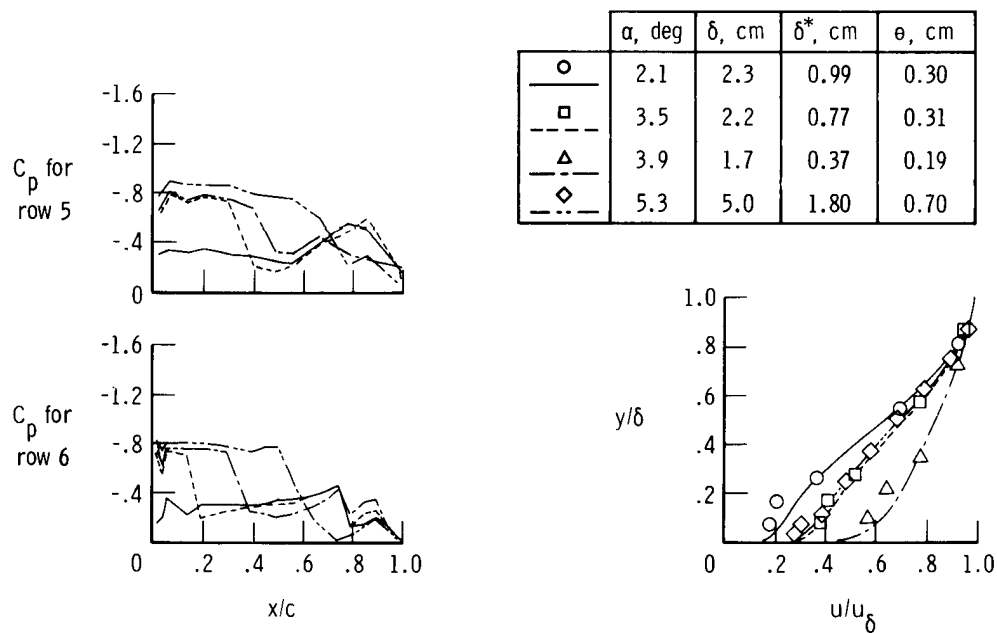 α, deg δ, cm δ*, cm θ, cm
2.1 2.3 0.99 0.30
3.5 2.2 0.77 0.31
3.9 1.7 0.37 0.19
5.3 5.0 1.80 0.70
-1.6
-1.2
-.8
-.4
0
Cp for
row 5
-1.6
-1.2
-.8
-.4
Cp for
row 6
0 .2 .4 .6 .8 1.0
x/c
1.0
.8
.6
.4
.2
y/δ
0 .2 .4 .6 .8 1.0
u/uδ